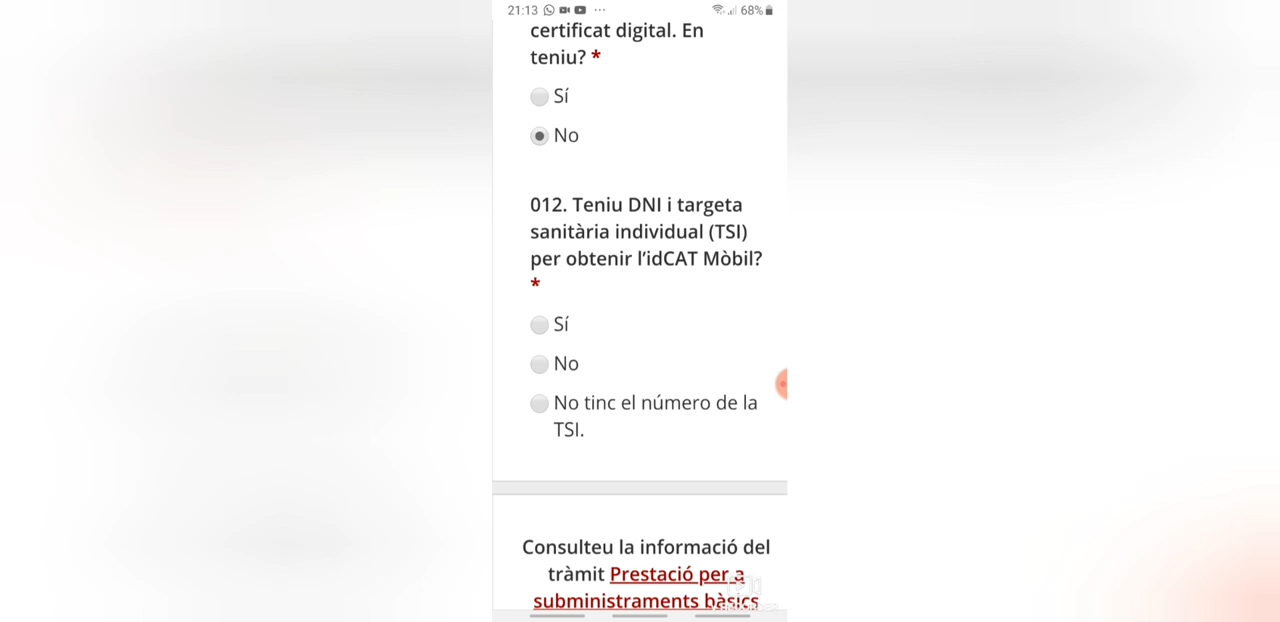 21:13 ... 68%
certificat digital. En
teniu? *
Sí
No
012. Teniu DNI i targeta
sanitària individual (TSI)
per obtenir l'idCAT Mòbil?
*
Sí
No
No tinc el número de la
TSI.
Consulteu la informació del
tràmit Prestació per a
subministraments bàsics